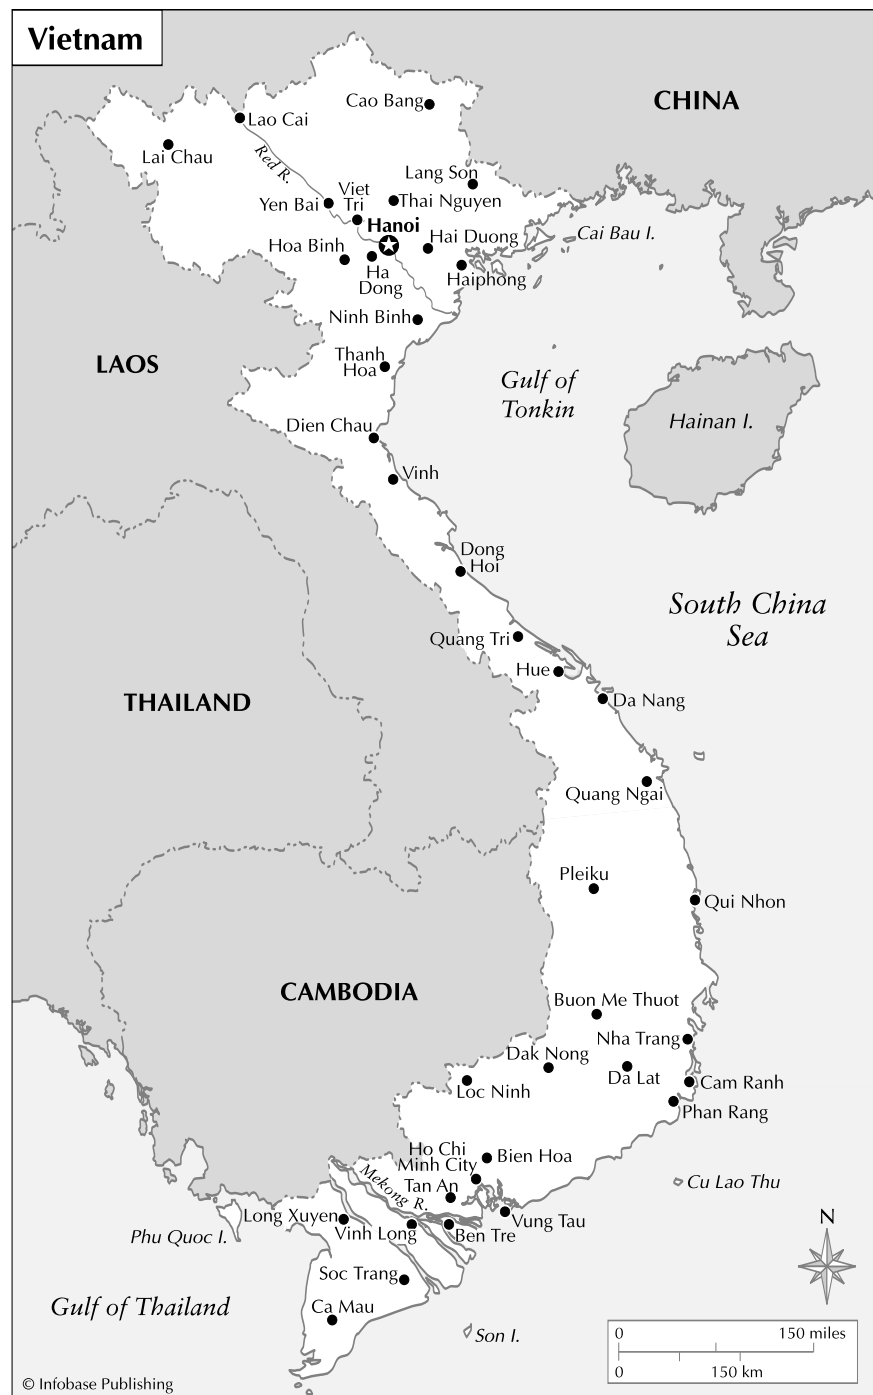 Vietnam
CHINA
Cao Bang
Lao Cai
Lai Chau
Red R.
Lang Son
Viet
Tri
Thai Nguyen
Yen Bai
Hanoi
Cai Bau I.
Hai Duong
Hoa Binh
Ha
Dong
Haiphong
Ninh Binh
LAOS
Thanh
Hoa
Gulf of
Tonkin
Hainan I.
Dien Chau
Vinh
Dong
Hoi
South China
Sea
Quang Tri
Hue
THAILAND
Da Nang
Quang Ngai
Pleiku
Qui Nhon
CAMBODIA
Buon Me Thuot
Nha Trang
Dak Nong
Da Lat
Cam Ranh
Loc Ninh
Phan Rang
Ho Chi
Minh City
Bien Hoa
Mekong R.
Tan An
Cu Lao Thu
Long Xuyen
Vinh Long
Ben Tre
Vung Tau
N
Phu Quoc I.
Soc Trang
Gulf of Thailand
Ca Mau
Son I.
0
150 miles
0
150 km
© Infobase Publishing